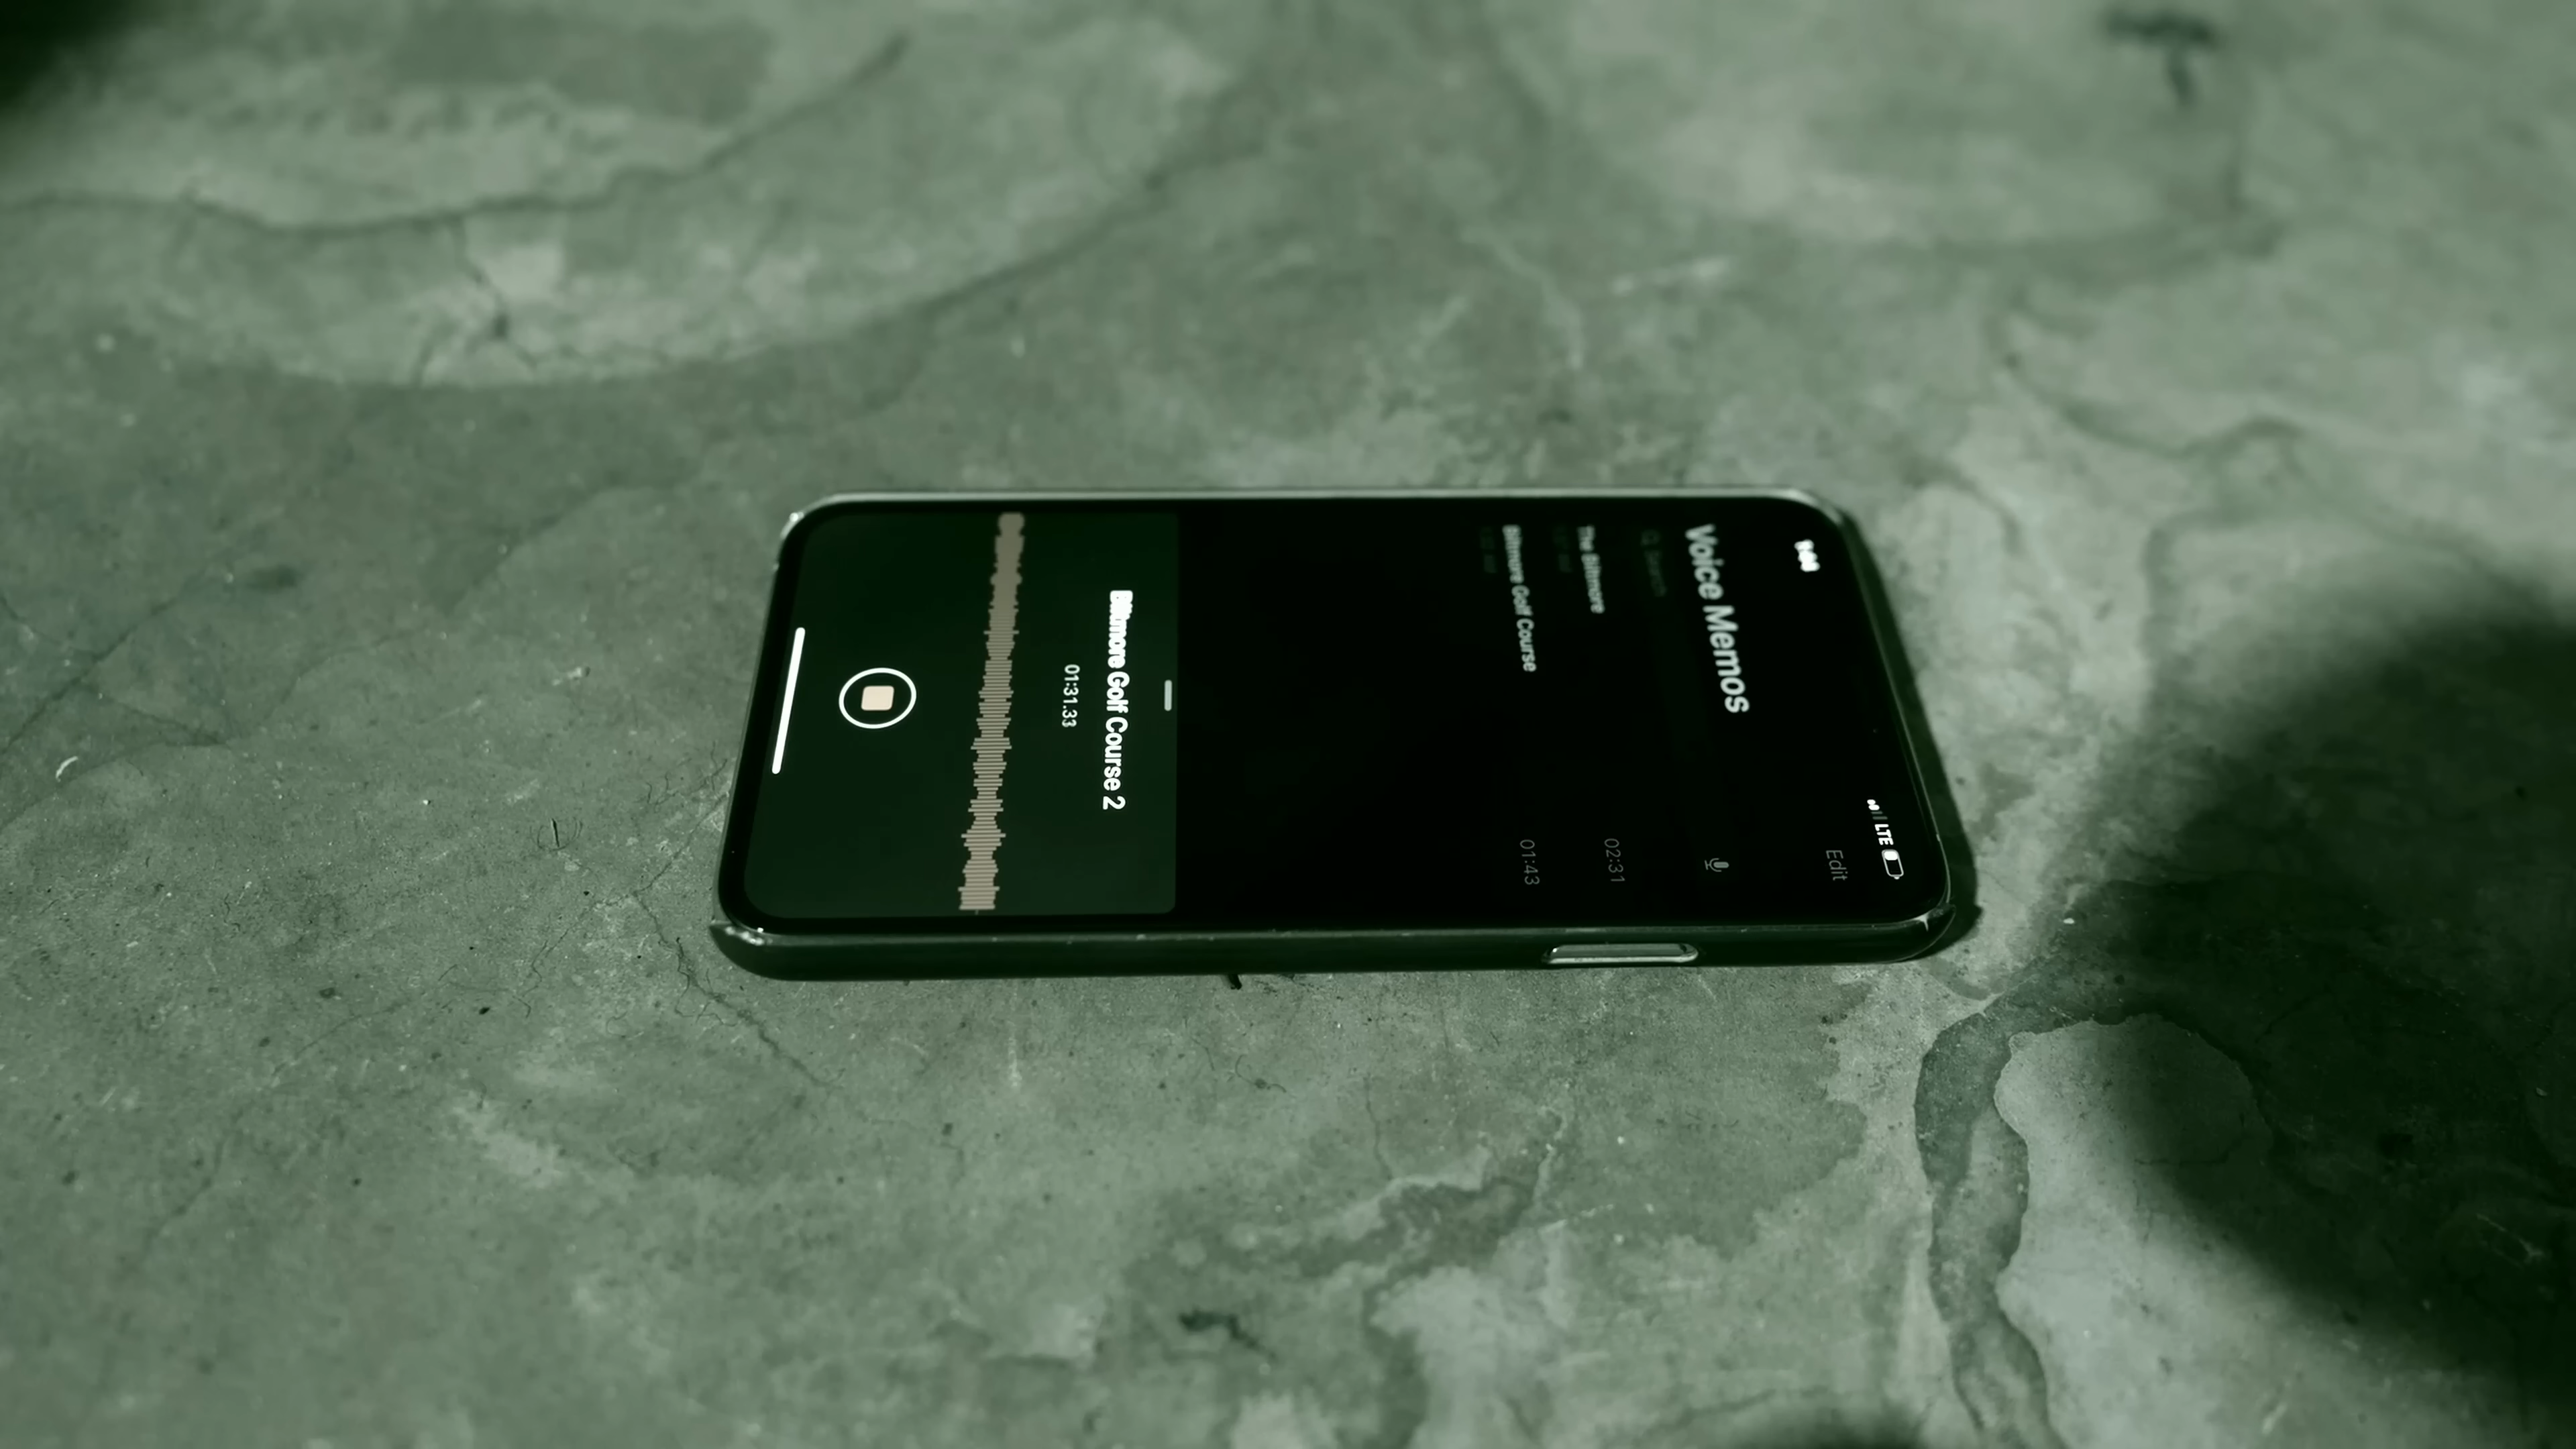 LTE
Edit
Voice Memos
Search
The Biltmore
02:31
Biltmore Golf Course
01:43
Biltmore Golf Course 2
01:31.33